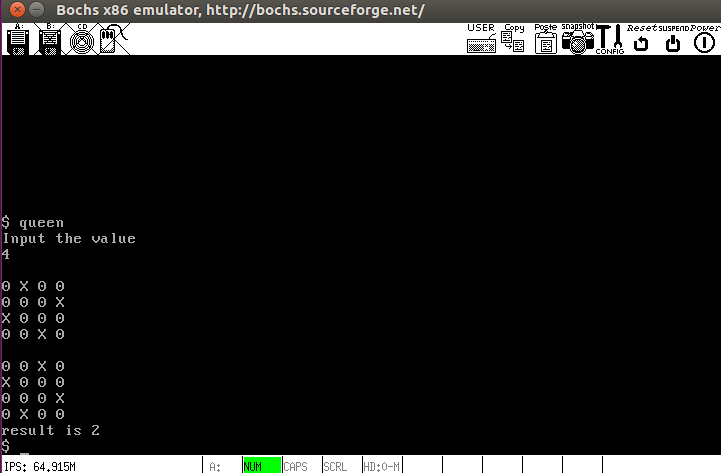 Bochs x86 emulator, http://bochs.sourceforge.net/
A: B: CD USER Copy Paste snapshot CONFIG Reset SUSPEND Power
$ queen
Input the value
4
0 X 0 0
0 0 0 X
X 0 0 0
0 0 X 0
0 0 X 0
X 0 0 0
0 0 0 X
0 X 0 0
result is 2
$ _
IPS: 64.915M A: NUM CAPS SCRL HD:0-M